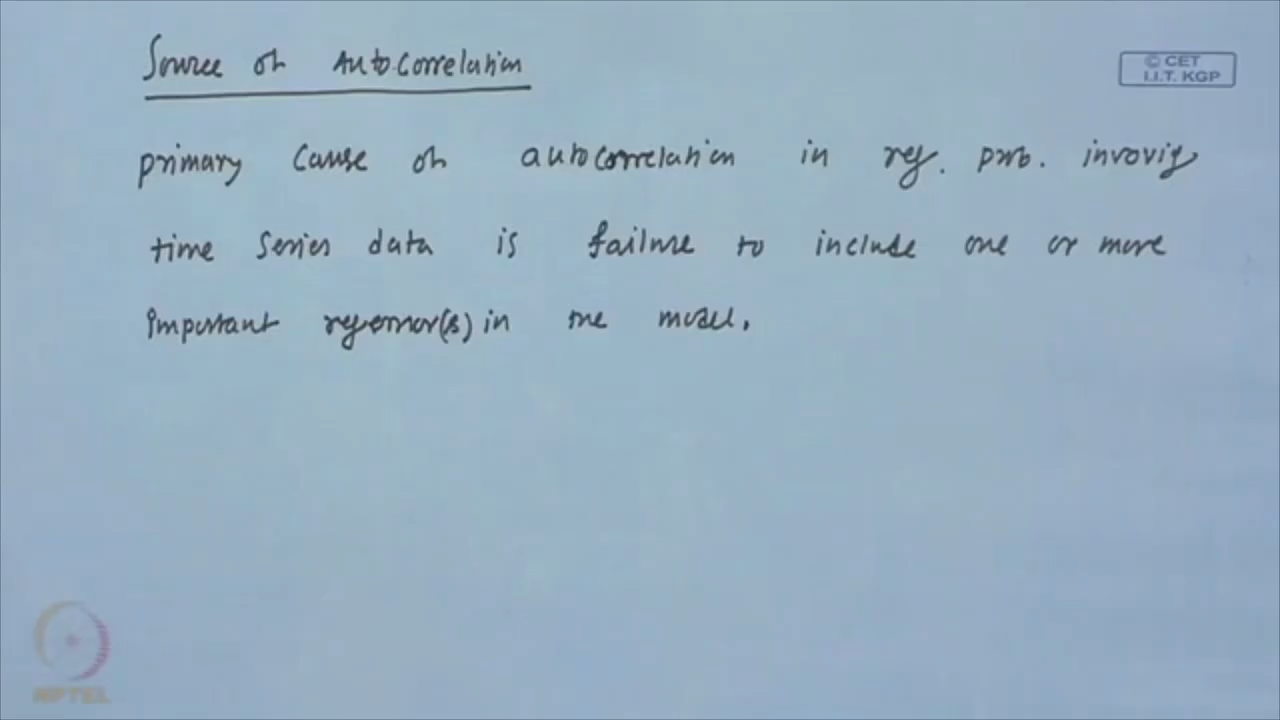 Source of Autocorrelation
© CET
I.I.T. KGP
primary cause of autocorrelation in reg. prob. invovig
time series data is failure to include one or more
important regressor(s) in the model.
NPTEL